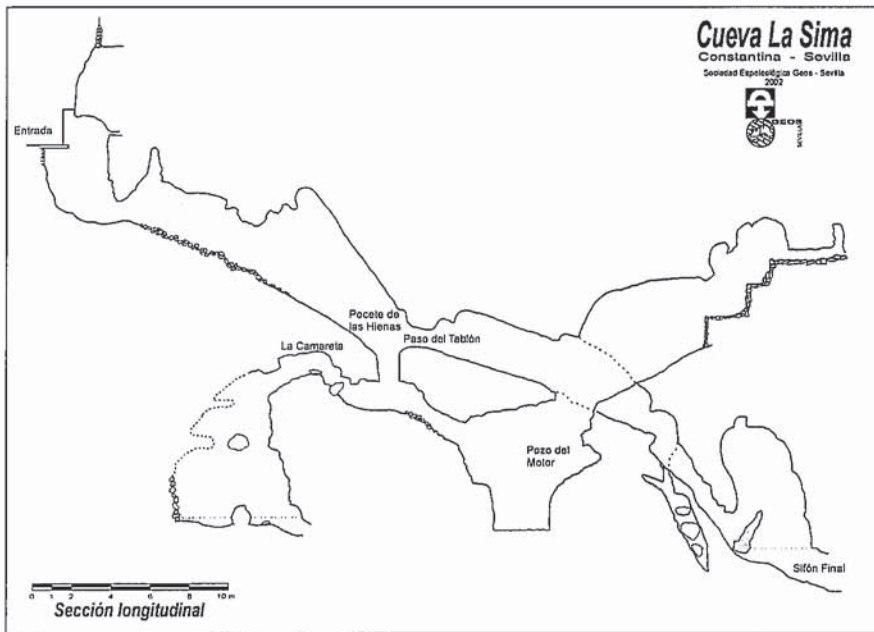 Cueva La Sima
Constantina - Sevilla
Sociedad Espeleológica Geos - Sevilla
2002
GEOS
SEVILLA
Entrada
Pocete de
las Hienas
Paso del Tablón
La Camareta
Pozo del
Motor
Sifón Final
0 1 2 4 6 8 10 m
Sección longitudinal